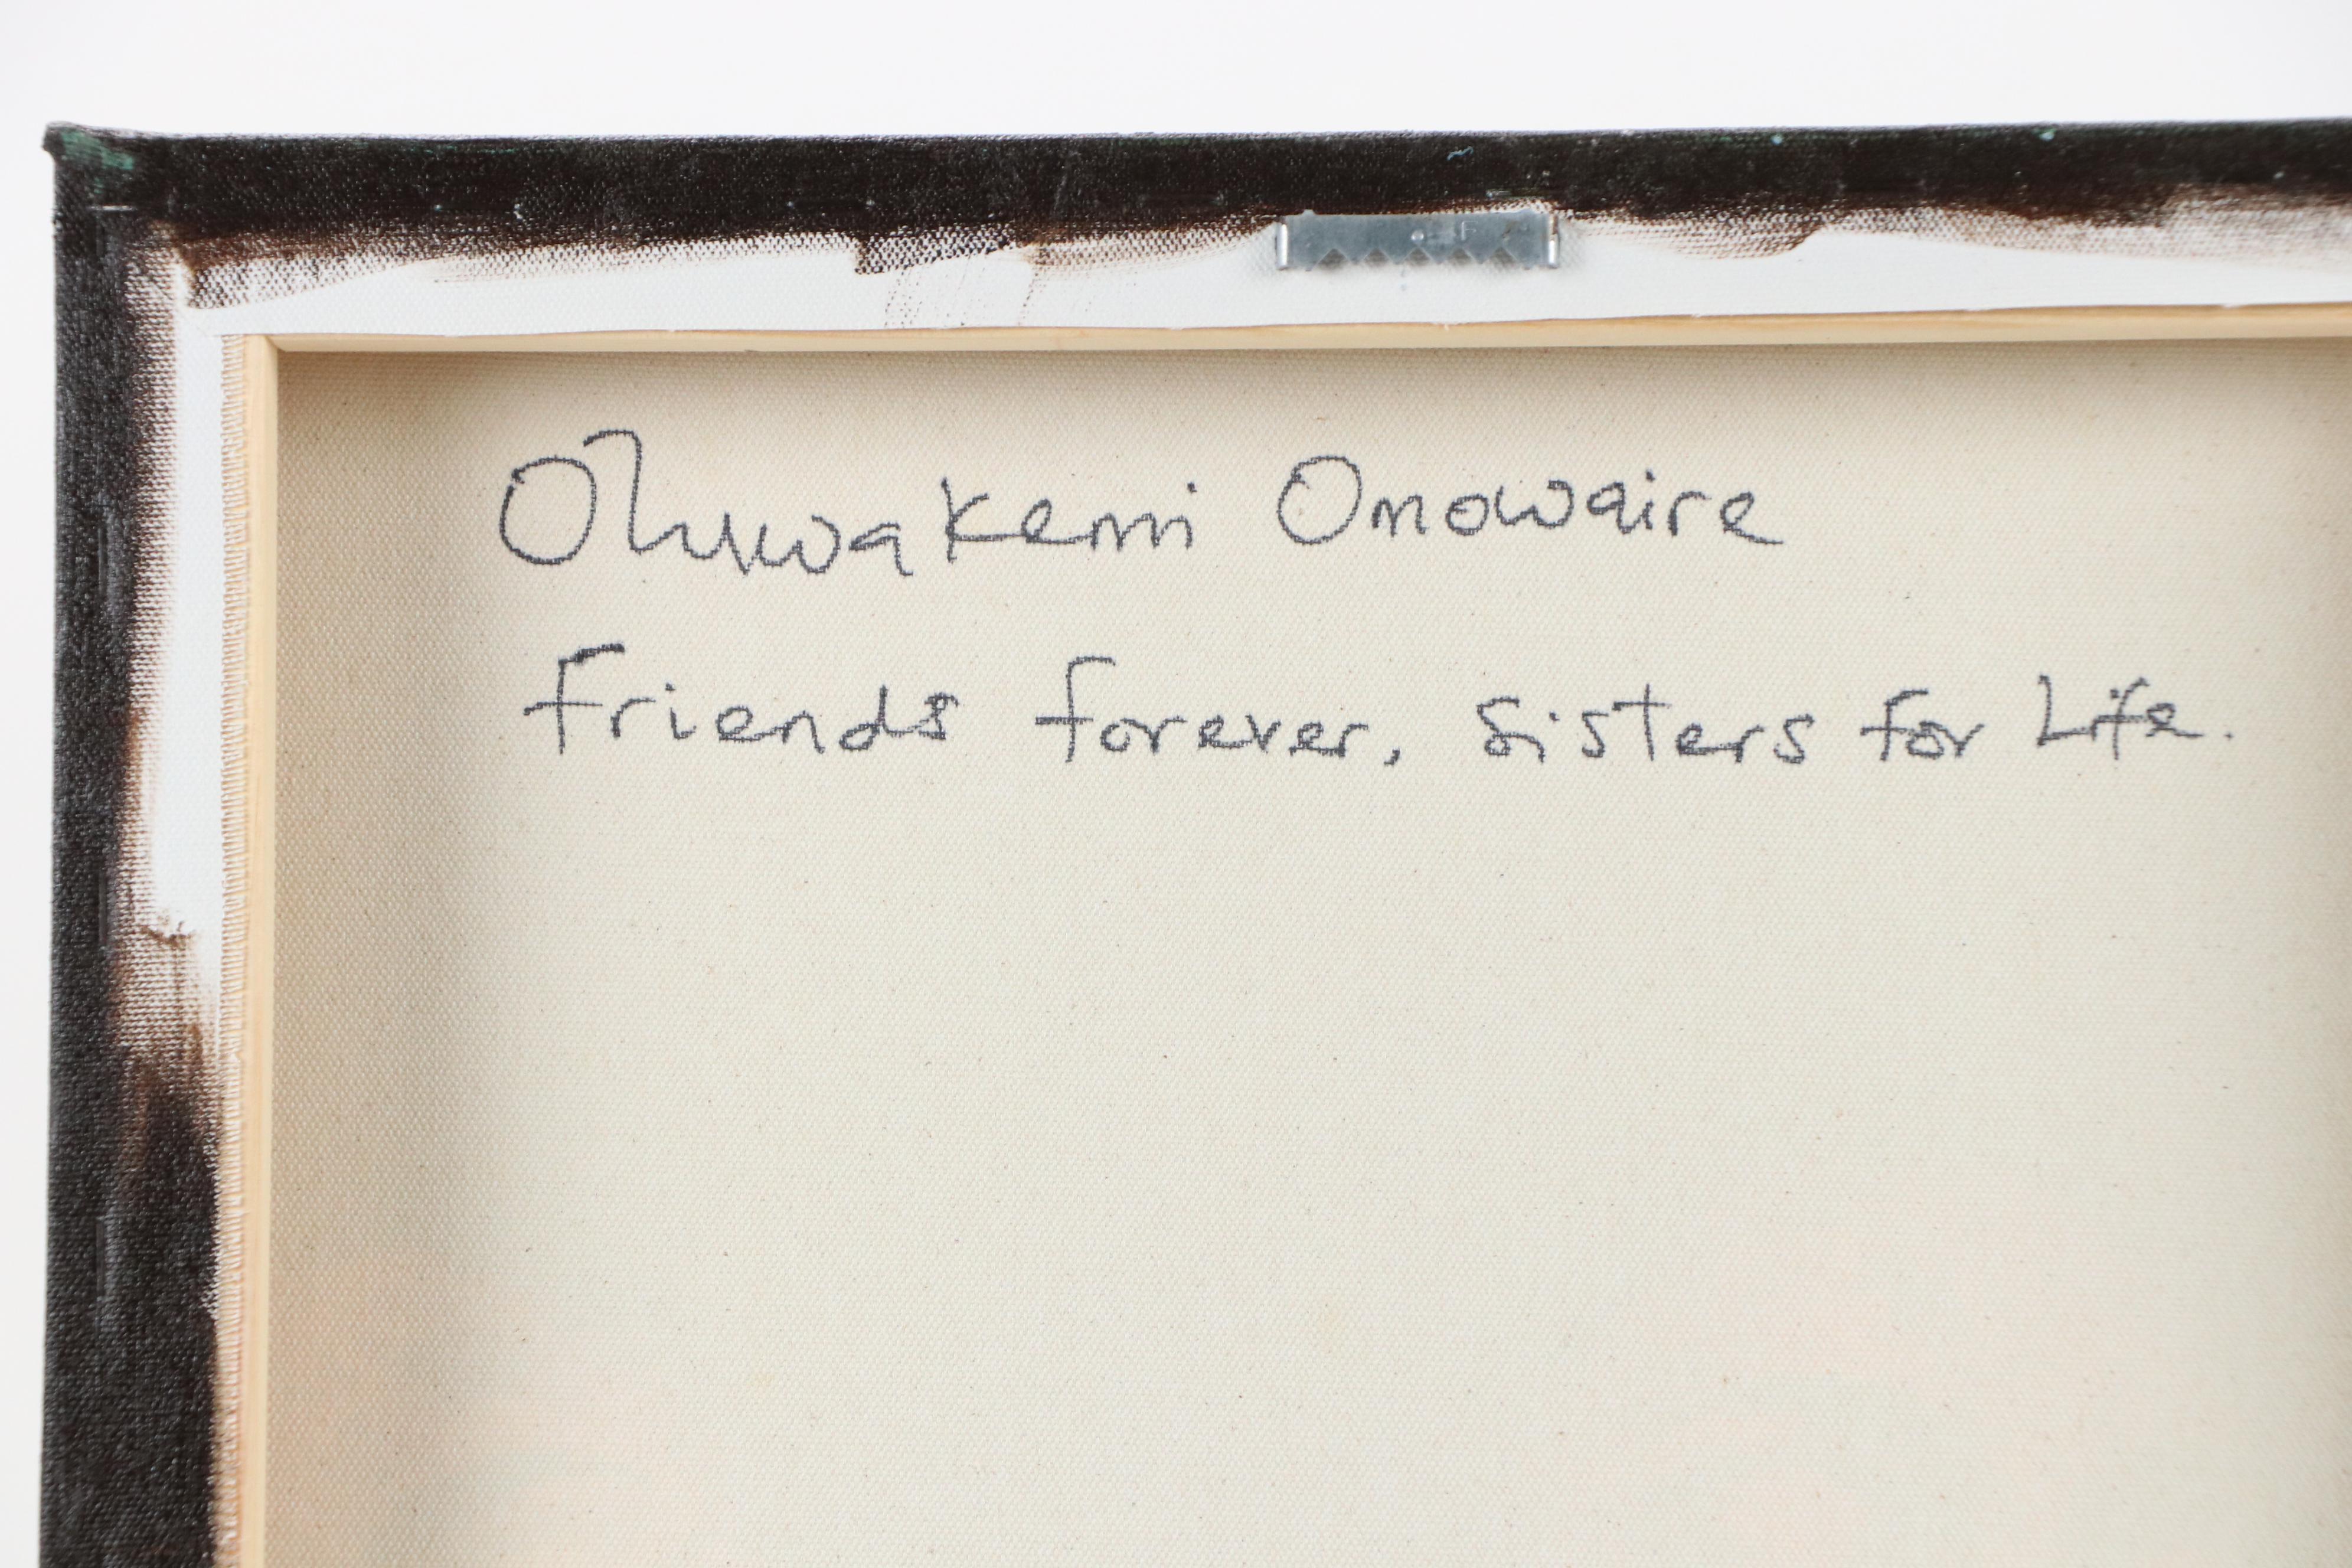 Oluwakemi Omowaire
Friends forever, Sisters for Life.